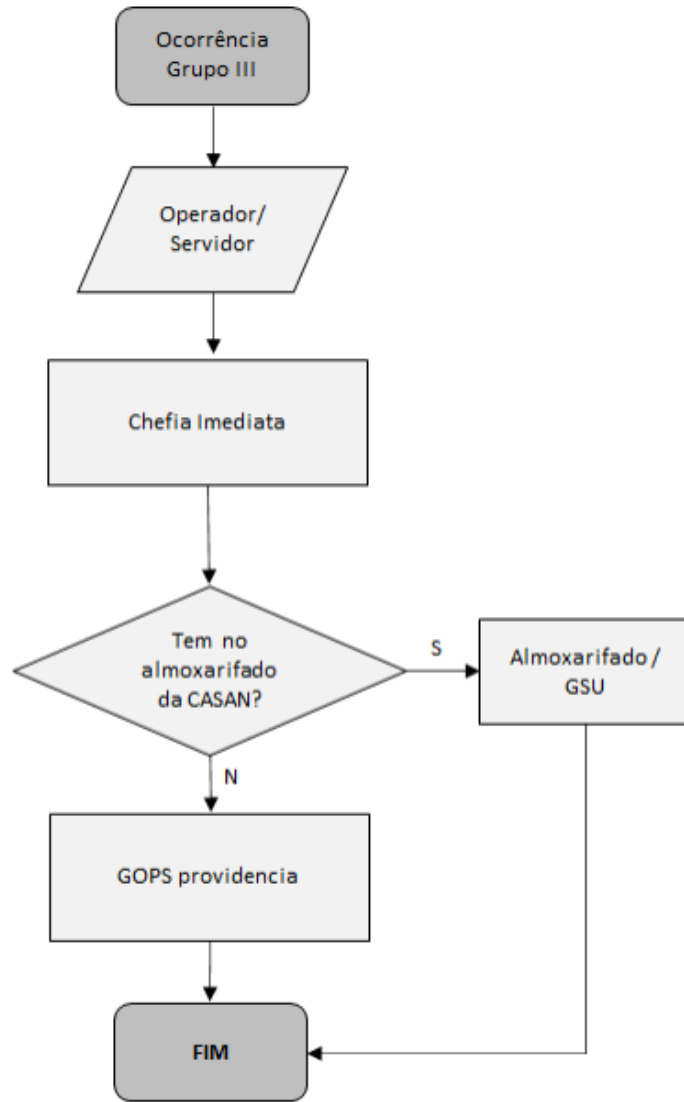 Ocorrência
Grupo III
Operador/
Servidor
Chefia Imediata
Tem no
almoxarifado
da CASAN?
S
Almoxarifado /
GSU
N
GOPS providencia
FIM